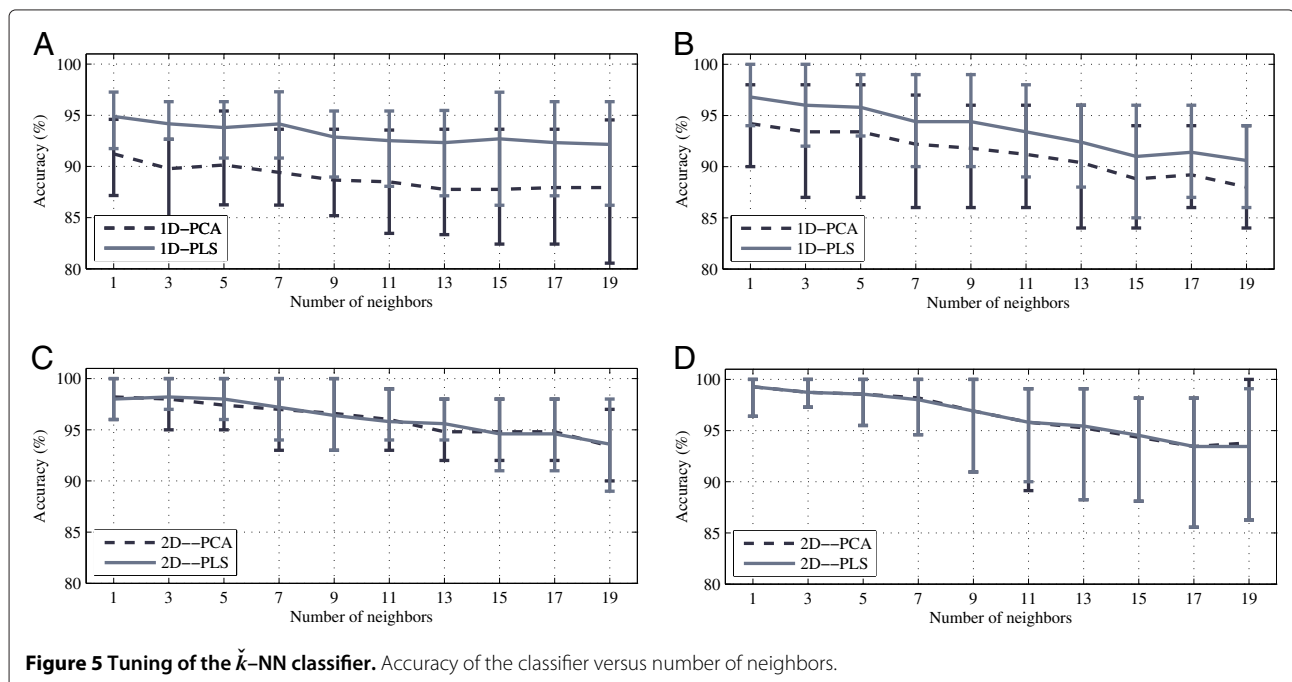 A
100
95
90
85
80
Accuracy (%)
1D–PCA
1D–PLS
1 3 5 7 9 11 13 15 17 19
Number of neighbors
B
100
95
90
85
80
Accuracy (%)
1D–PCA
1D–PLS
1 3 5 7 9 11 13 15 17 19
Number of neighbors
C
100
95
90
85
80
Accuracy (%)
2D––PCA
2D––PLS
1 3 5 7 9 11 13 15 17 19
Number of neighbors
D
100
95
90
85
80
Accuracy (%)
2D––PCA
2D––PLS
1 3 5 7 9 11 13 15 17 19
Number of neighbors
Figure 5 Tuning of the ǩ–NN classifier. Accuracy of the classifier versus number of neighbors.